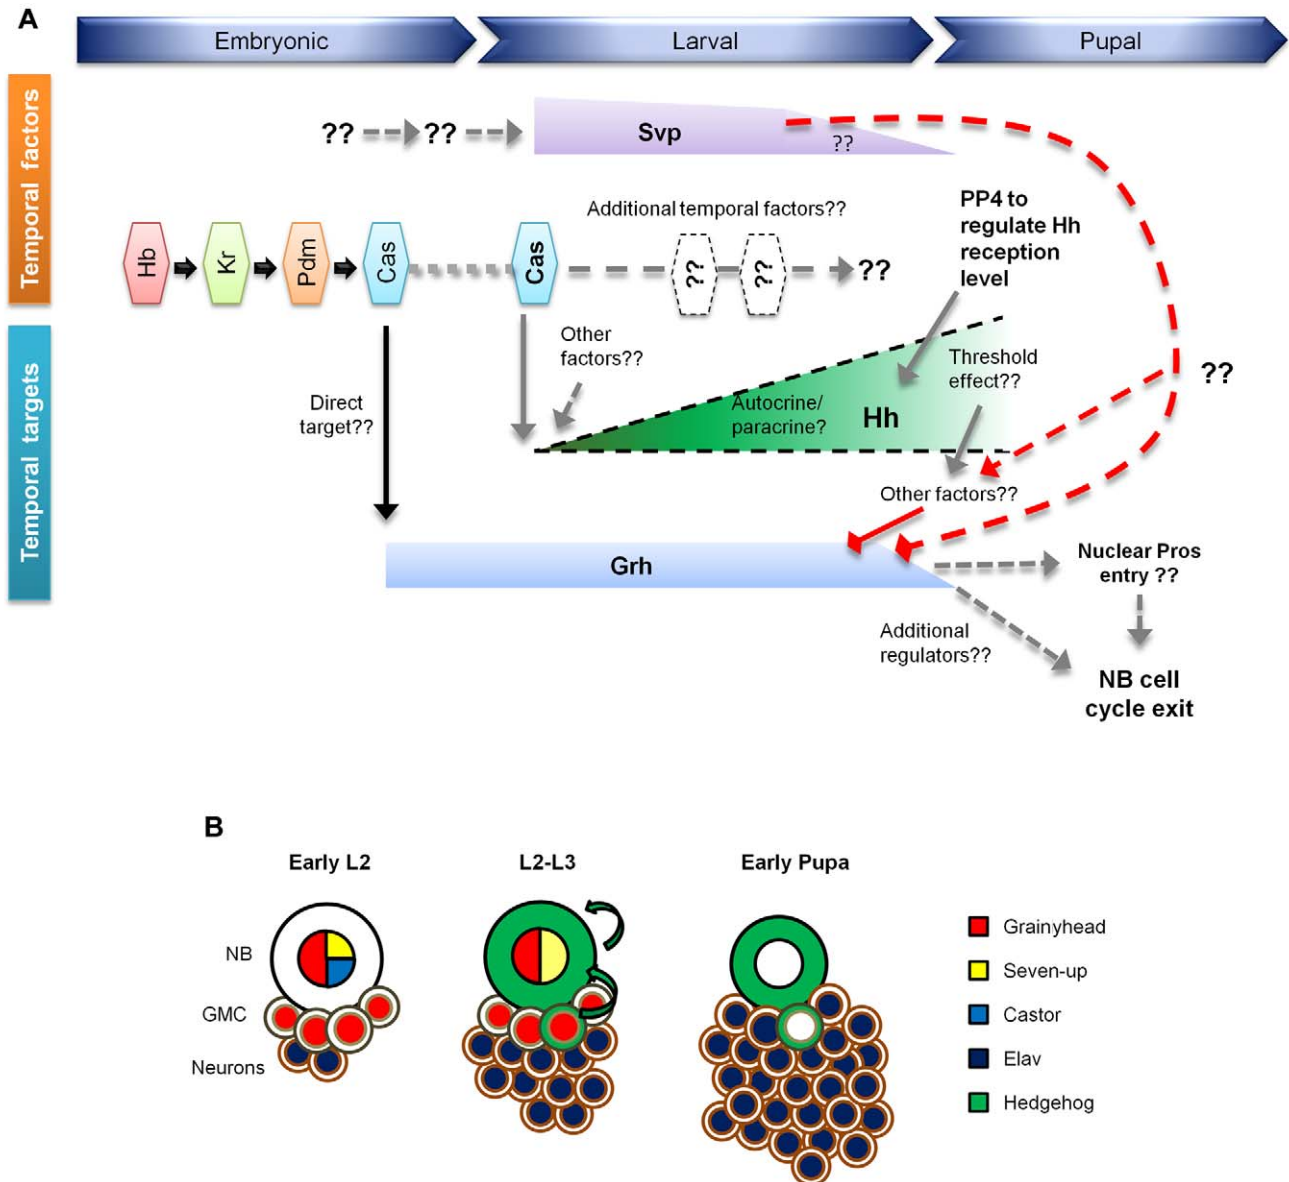 A
Embryonic
Larval
Pupal
Temporal factors
??
??
Svp
??
Additional temporal factors??
PP4 to
regulate Hh
reception
level
Hb
Kr
Pdm
Cas
Cas
??
??
??
Temporal targets
Other
factors??
Threshold
effect??
??
Direct
target??
Autocrine/
paracrine?
Hh
Other factors??
Grh
Nuclear Pros
entry ??
Additional
regulators??
NB cell
cycle exit
B
Early L2
L2-L3
Early Pupa
NB
GMC
Neurons
Grainyhead
Seven-up
Castor
Elav
Hedgehog